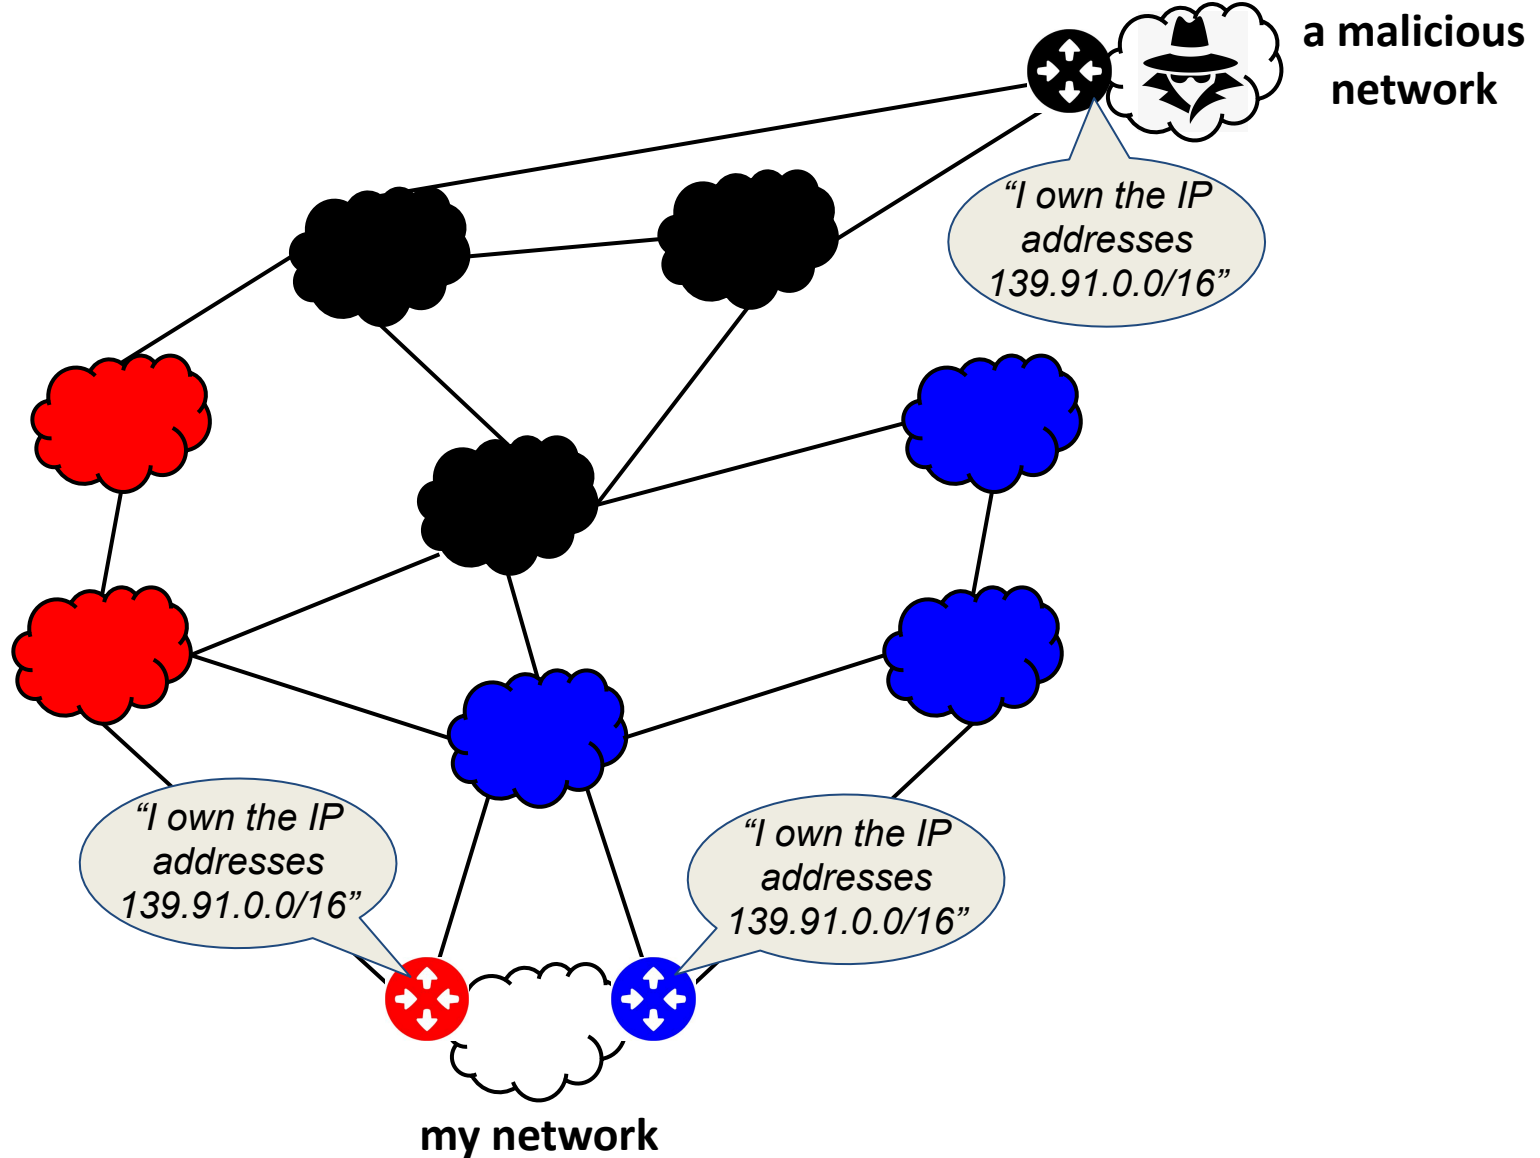 a malicious
network
“I own the IP
addresses
139.91.0.0/16”
“I own the IP
addresses
139.91.0.0/16”
“I own the IP
addresses
139.91.0.0/16”
my network